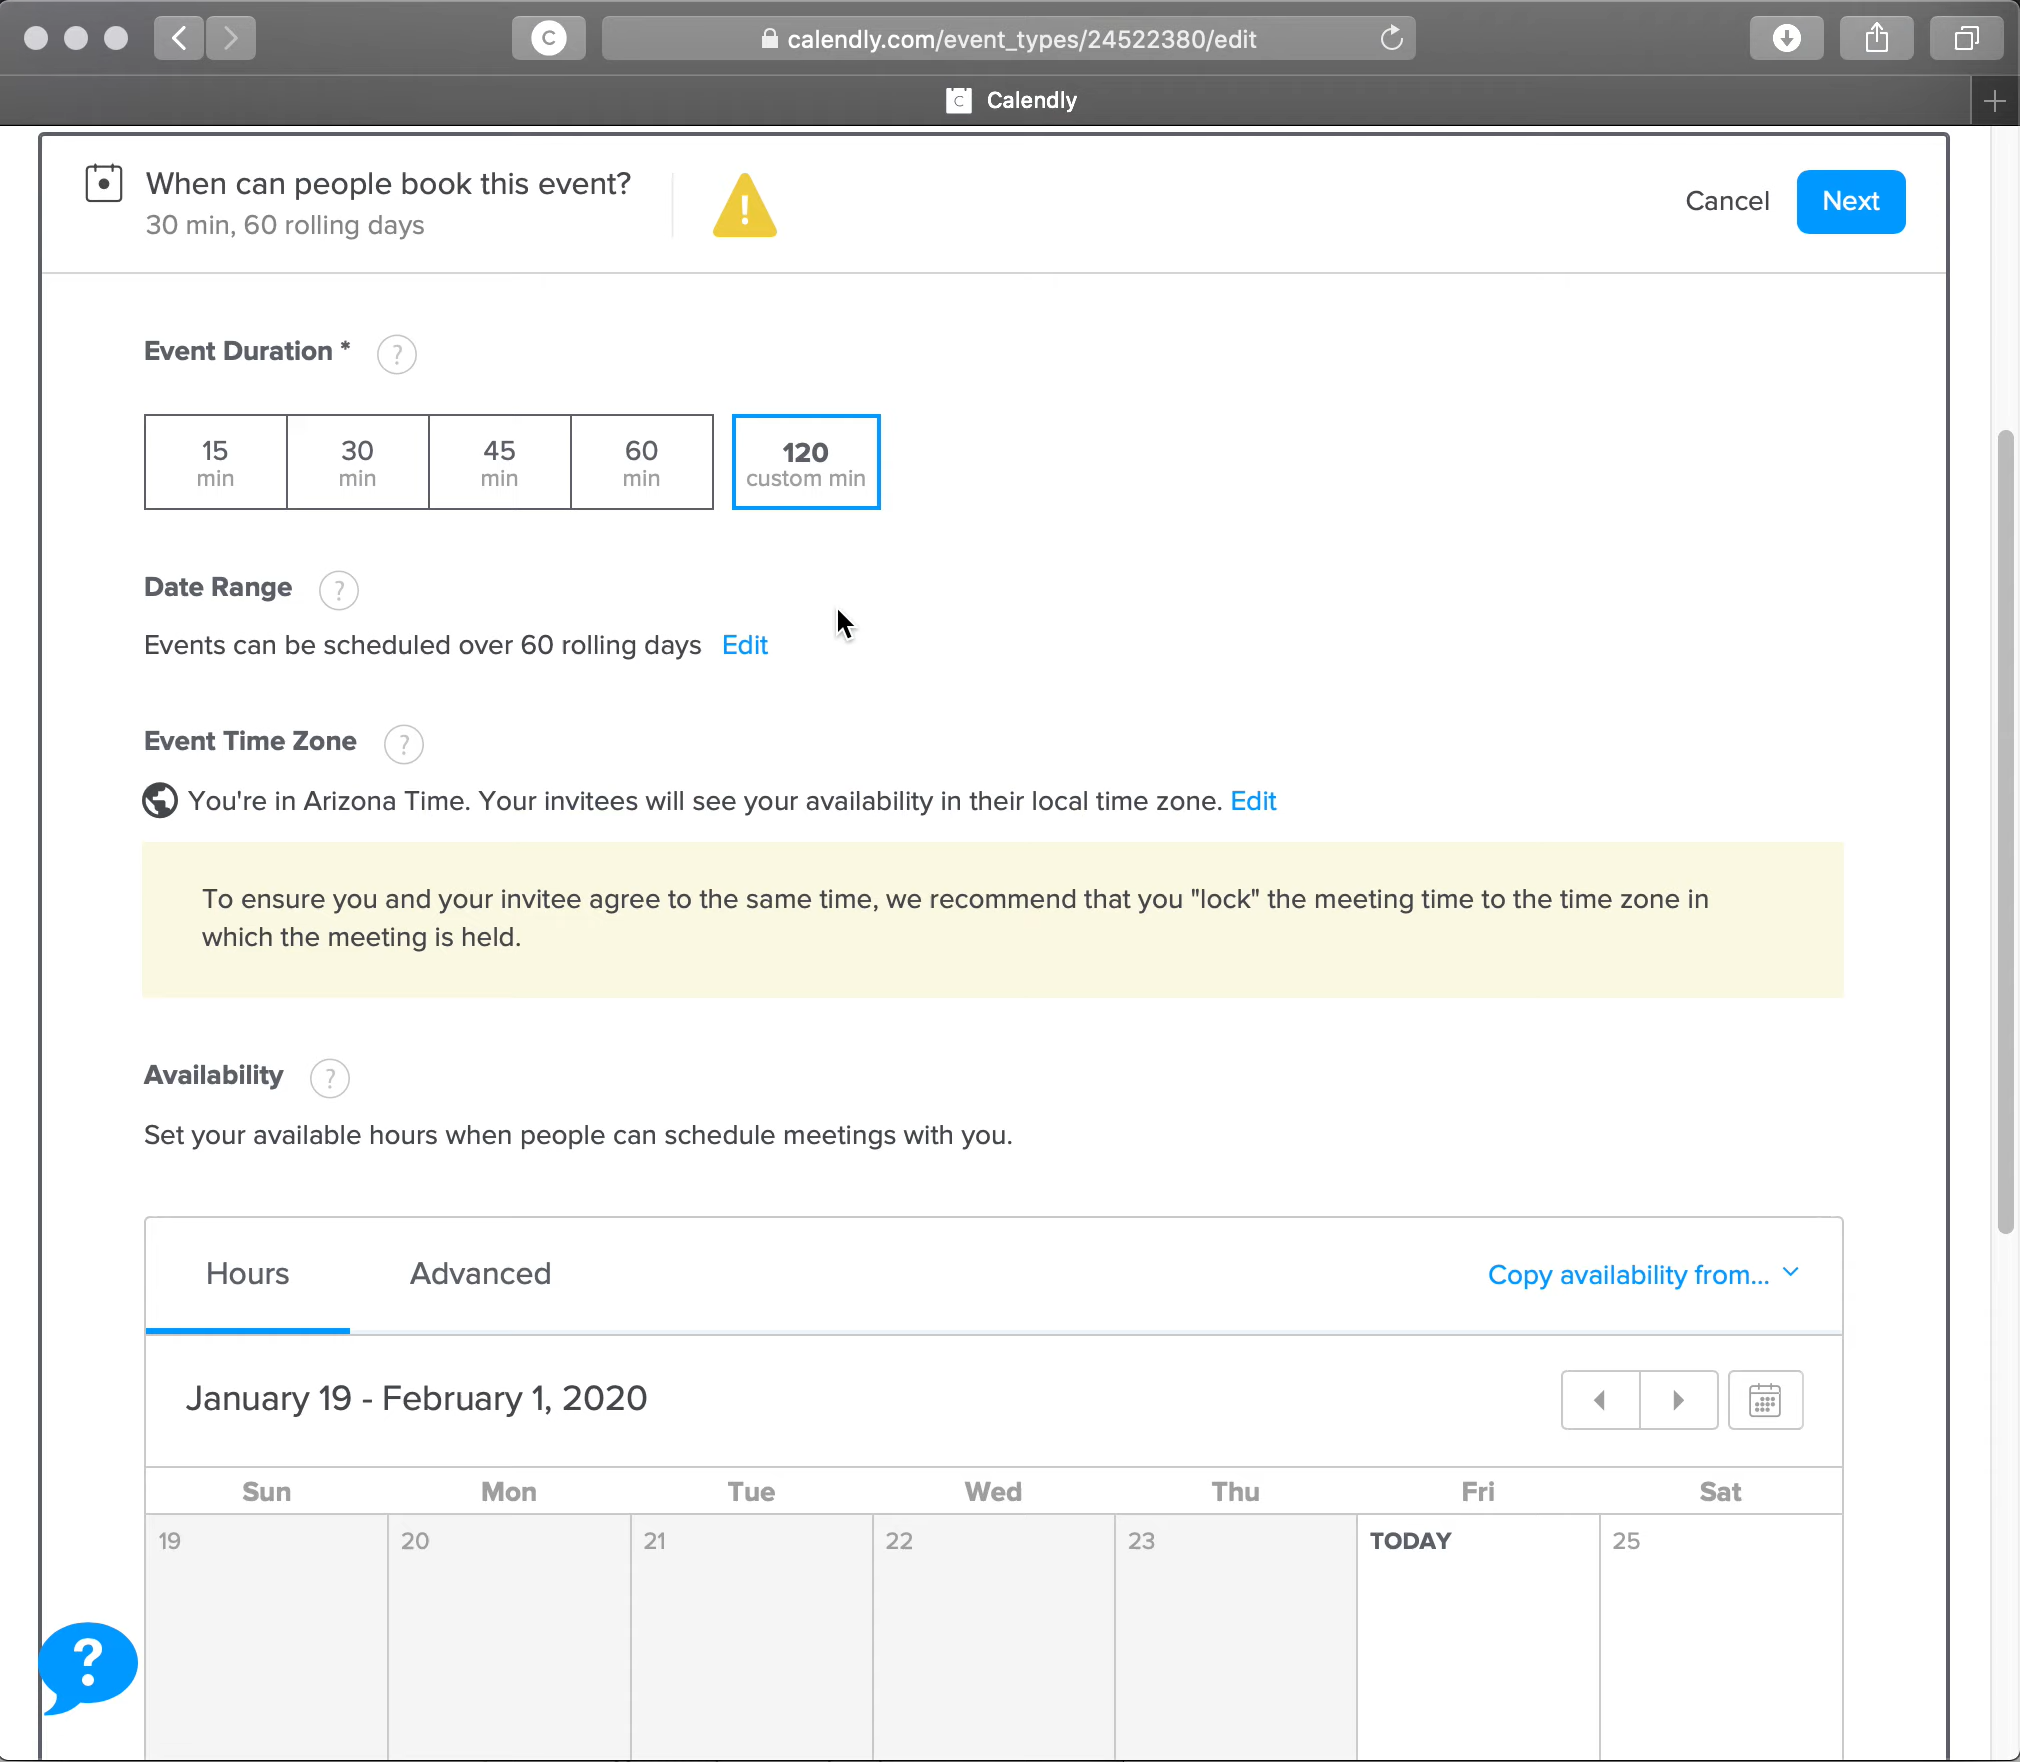 C
calendly.com/event_types/24522380/edit
C Calendly
When can people book this event?
30 min, 60 rolling days
!
Cancel
Next
Event Duration * ?
15 30 45 60 120
min min min min custom min
Date Range ?
Events can be scheduled over 60 rolling days Edit
Event Time Zone ?
You're in Arizona Time. Your invitees will see your availability in their local time zone. Edit
To ensure you and your invitee agree to the same time, we recommend that you "lock" the meeting time to the time zone in
which the meeting is held.
Availability ?
Set your available hours when people can schedule meetings with you.
Hours Advanced Copy availability from...
January 19 - February 1, 2020
Sun Mon Tue Wed Thu Fri Sat
19 20 21 22 23 TODAY 25
?